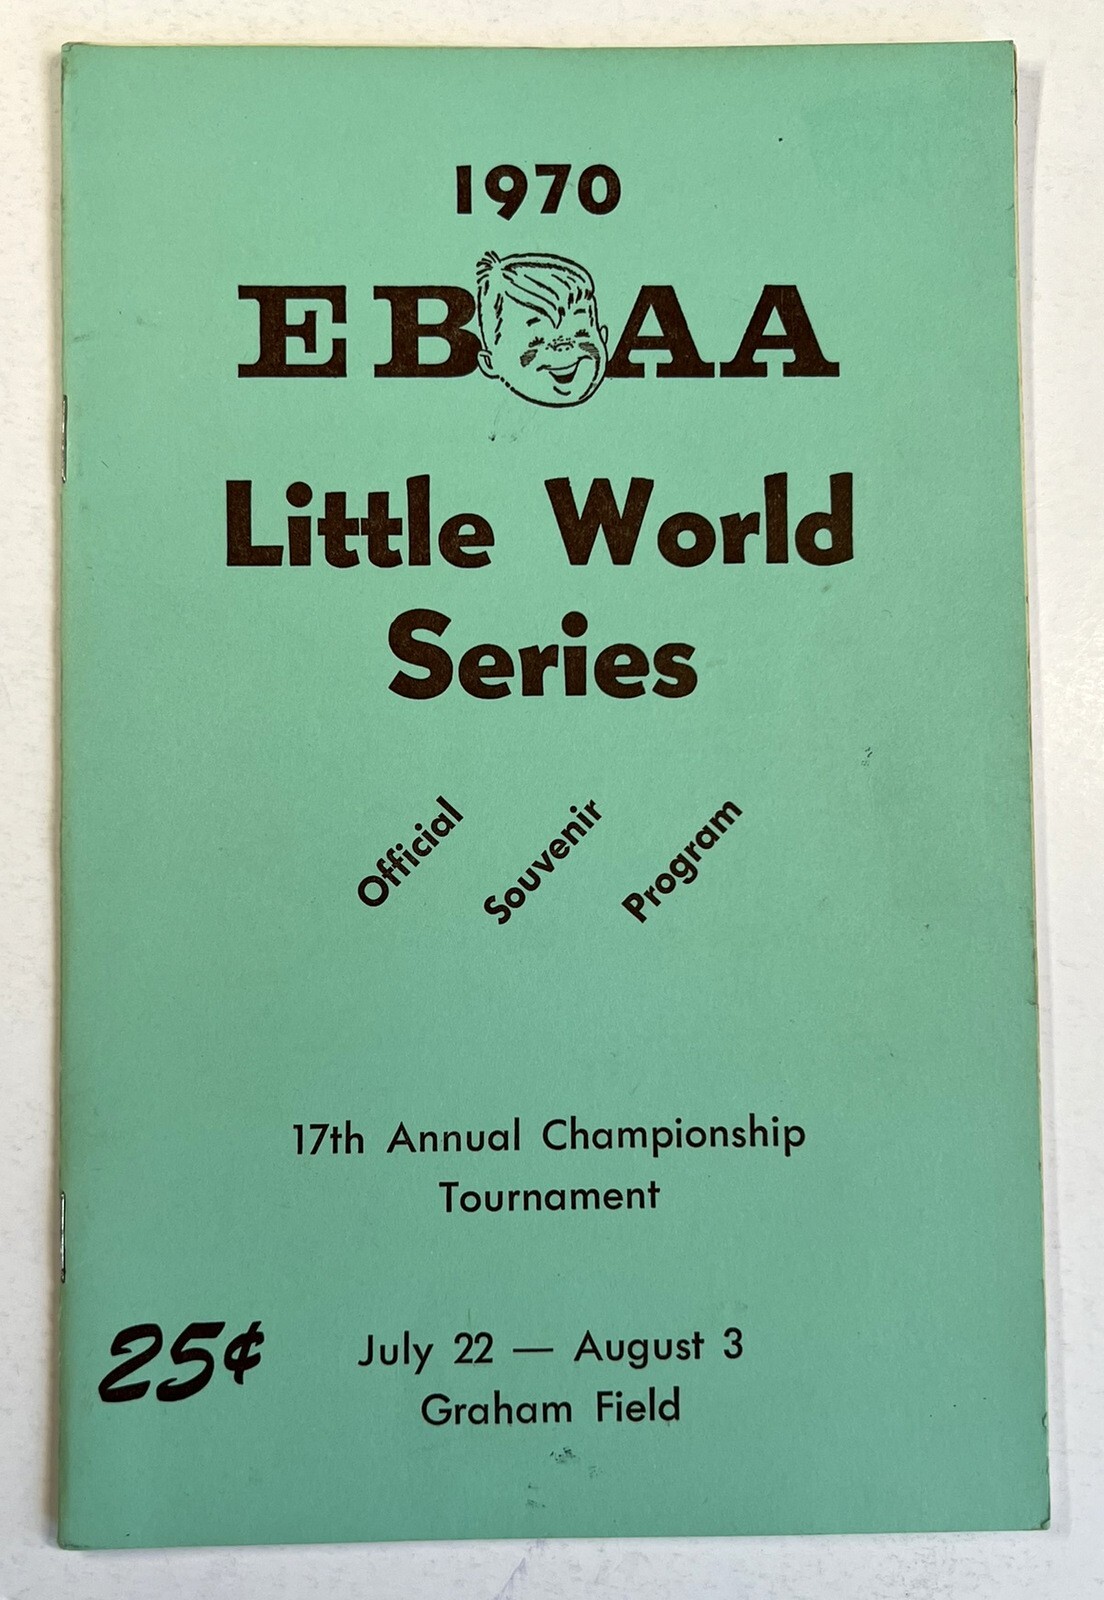 1970
EBAA
Little World
Series
Official Souvenir Program
17th Annual Championship
Tournament
25¢
July 22 — August 3
Graham Field